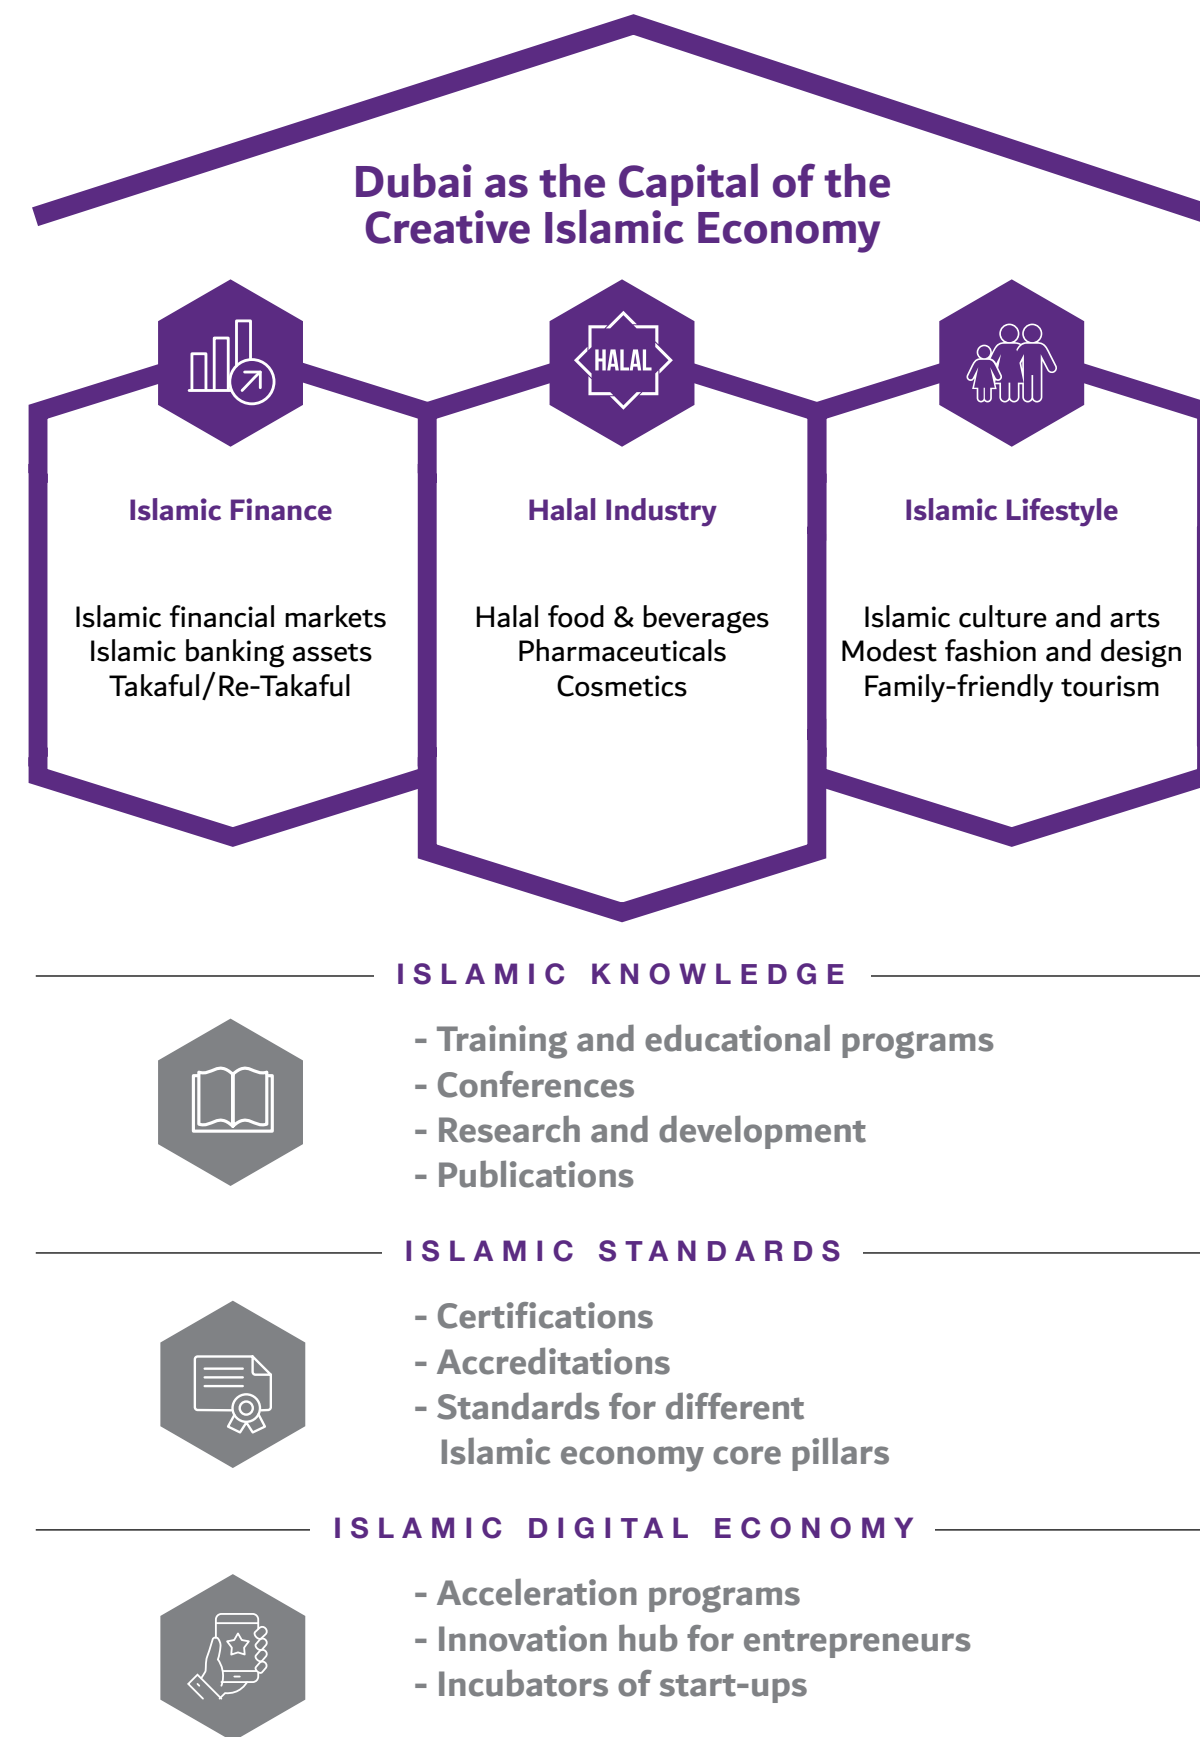 Dubai as the Capital of the
Creative Islamic Economy
HALAL
Islamic Finance
Islamic financial markets
Islamic banking assets
Takaful/Re-Takaful
Halal Industry
Halal food & beverages
Pharmaceuticals
Cosmetics
Islamic Lifestyle
Islamic culture and arts
Modest fashion and design
Family-friendly tourism
ISLAMIC KNOWLEDGE
- Training and educational programs
- Conferences
- Research and development
- Publications
ISLAMIC STANDARDS
- Certifications
- Accreditations
- Standards for different
Islamic economy core pillars
ISLAMIC DIGITAL ECONOMY
- Acceleration programs
- Innovation hub for entrepreneurs
- Incubators of start-ups